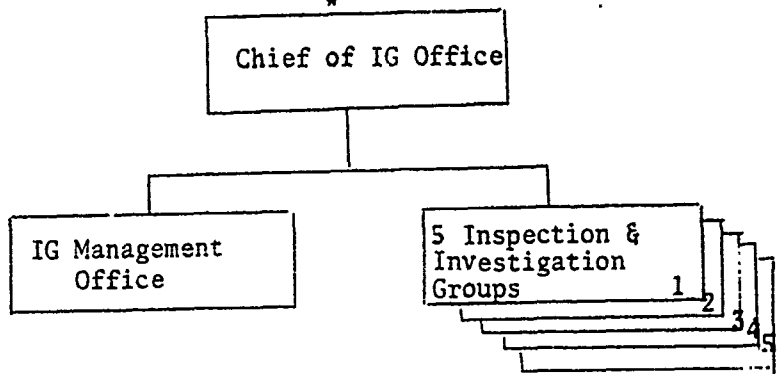 *
Chief of IG Office
IG Management
Office
5 Inspection &
Investigation
Groups 1
2
3
4
5